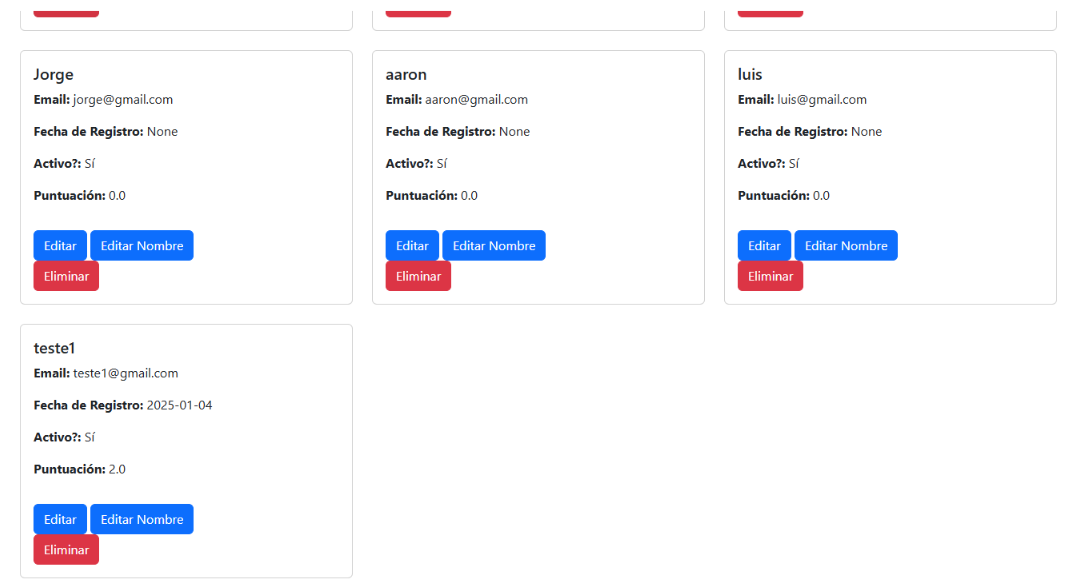 Jorge
Email: jorge@gmail.com
Fecha de Registro: None
Activo?: Sí
Puntuación: 0.0
Editar Editar Nombre
Eliminar
aaron
Email: aaron@gmail.com
Fecha de Registro: None
Activo?: Sí
Puntuación: 0.0
Editar Editar Nombre
Eliminar
luis
Email: luis@gmail.com
Fecha de Registro: None
Activo?: Sí
Puntuación: 0.0
Editar Editar Nombre
Eliminar
teste1
Email: teste1@gmail.com
Fecha de Registro: 2025-01-04
Activo?: Sí
Puntuación: 2.0
Editar Editar Nombre
Eliminar